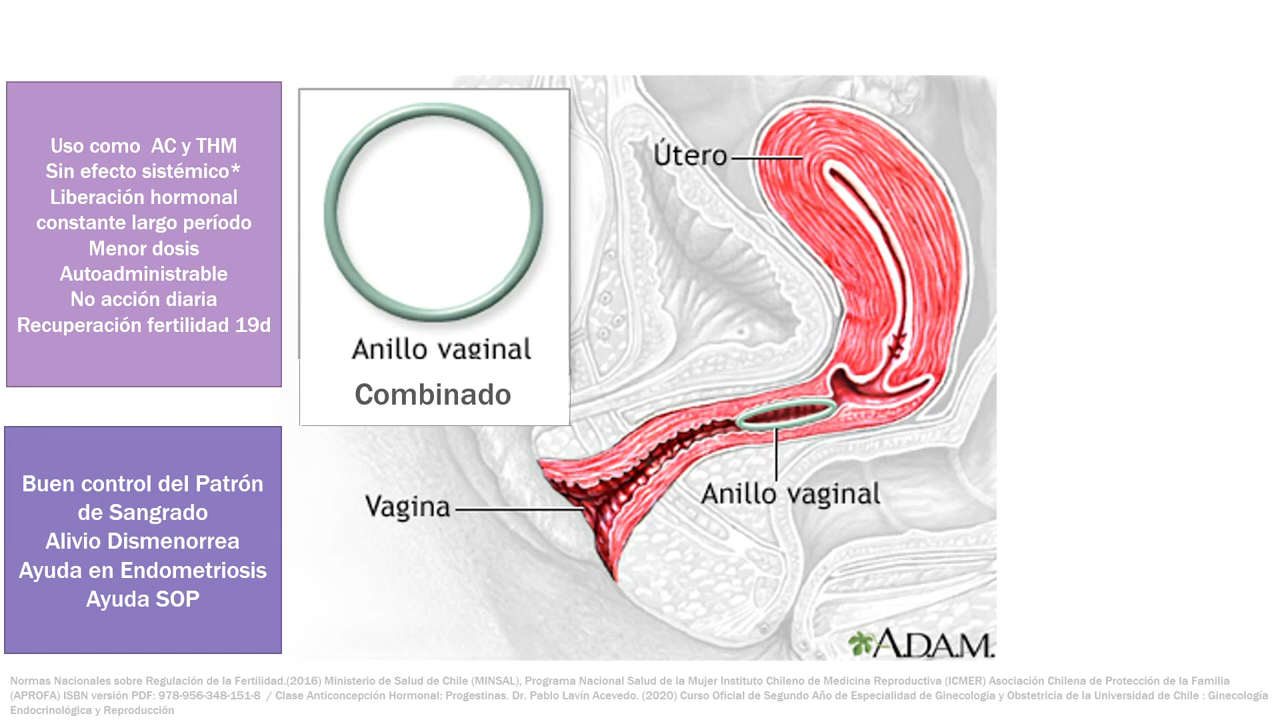 Uso como AC y THM
Sin efecto sistémico*
Liberación hormonal
constante largo período
Menor dosis
Autoadministrable
No acción diaria
Recuperación fertilidad 19d
Buen control del Patrón
de Sangrado
Alivio Dismenorrea
Ayuda en Endometriosis
Ayuda SOP
Anillo vaginal
Combinado
Útero
Vagina
Anillo vaginal
A.D.A.M.
Normas Nacionales sobre Regulación de la Fertilidad.(2016) Ministerio de Salud de Chile (MINSAL), Programa Nacional Salud de la Mujer Instituto Chileno de Medicina Reproductiva (ICMER) Asociación Chilena de Protección de la Familia
(APROFA) ISBN versión PDF: 978-956-348-151-8 / Clase Anticoncepción Hormonal: Progestinas. Dr. Pablo Lavín Acevedo. (2020) Curso Oficial de Segundo Año de Especialidad de Ginecología y Obstetricia de la Universidad de Chile : Ginecología
Endocrinológica y Reproducción